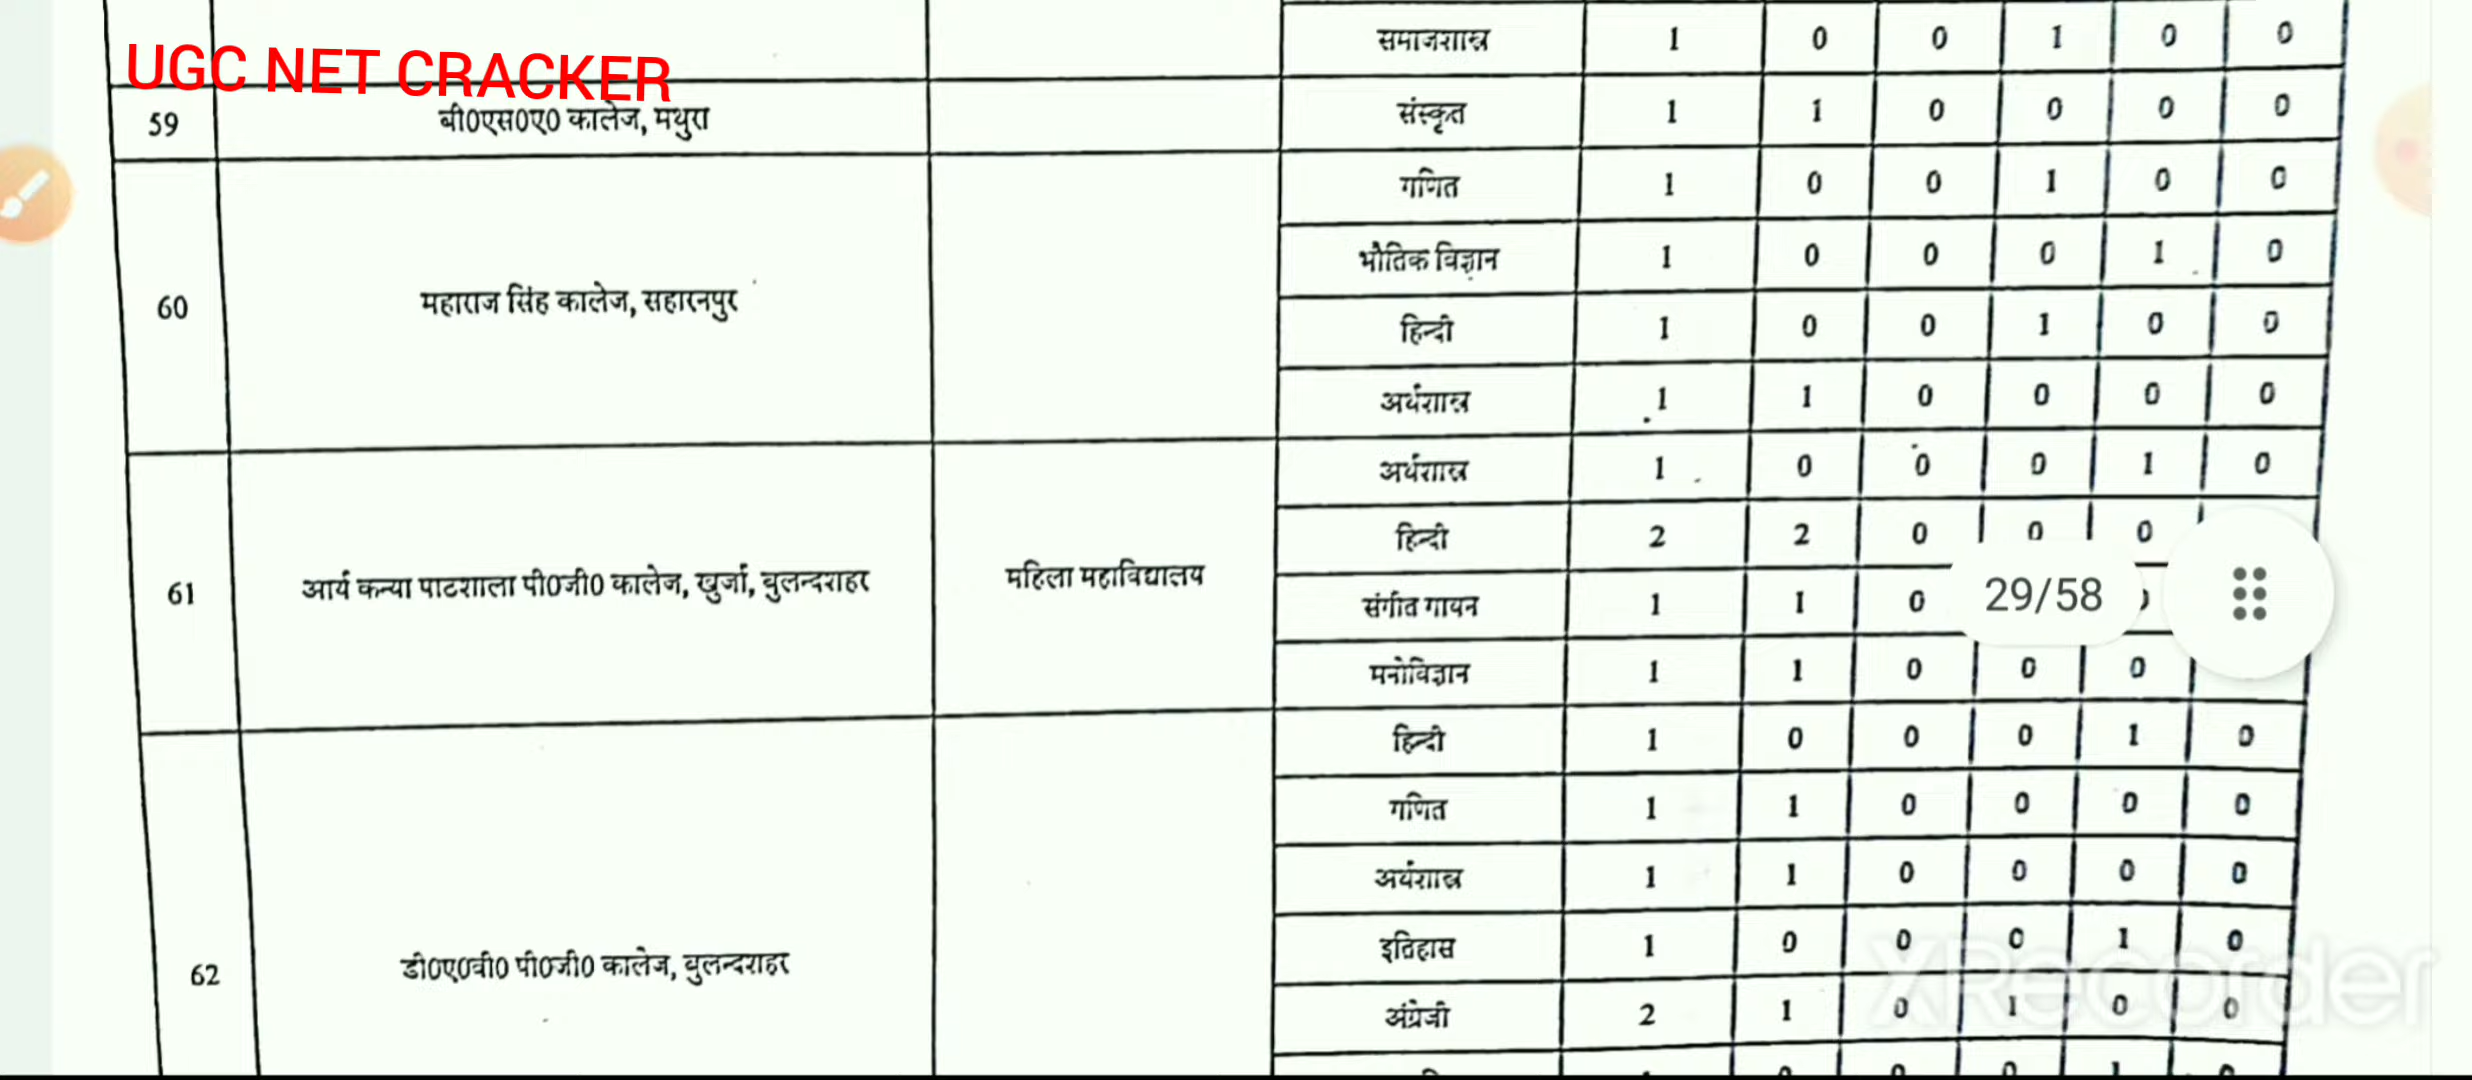 समाजशास्त्र 1 0 0 1 0 0
UGC NET CRACKER
59 बी0एस0ए0 कालेज, मथुरा संस्कृत 1 1 0 0 0 0
गणित 1 0 0 1 0 0
भौतिक विज्ञान 1 0 0 0 1 0
60 महाराज सिंह कालेज, सहारनपुर
हिन्दी 1 0 0 1 0 0
अर्थशास्त्र 1 1 0 0 0 0
अर्थशास्त्र 1 0 0 0 1 0
हिन्दी 2 2 0 0 0
61 आर्य कन्या पाठशाला पी0जी0 कालेज, खुर्जा, बुलन्दशहर महिला महाविद्यालय
संगीत गायन 1 1 0
29/58
मनोविज्ञान 1 1 0 0 0
हिन्दी 1 0 0 0 1 0
गणित 1 1 0 0 0 0
अर्थशास्त्र 1 1 0 0 0 0
इतिहास 1 0 0 0 1 0
62 डी0ए0वी0 पी0जी0 कालेज, बुलन्दशहर
अंग्रेजी 2 1 0 1 0 0
XRecorder